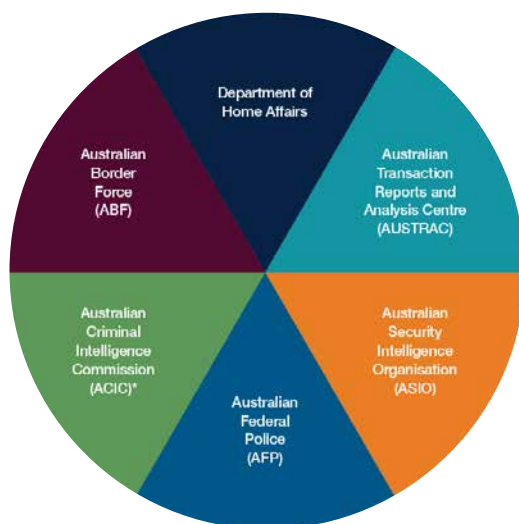 Department of
Home Affairs
Australian
Transaction
Reports and
Analysis Centre
(AUSTRAC)
Australian
Security
Intelligence
Organisation
(ASIO)
Australian
Federal
Police
(AFP)
Australian
Criminal
Intelligence
Commission
(ACIC)*
Australian
Border
Force
(ABF)